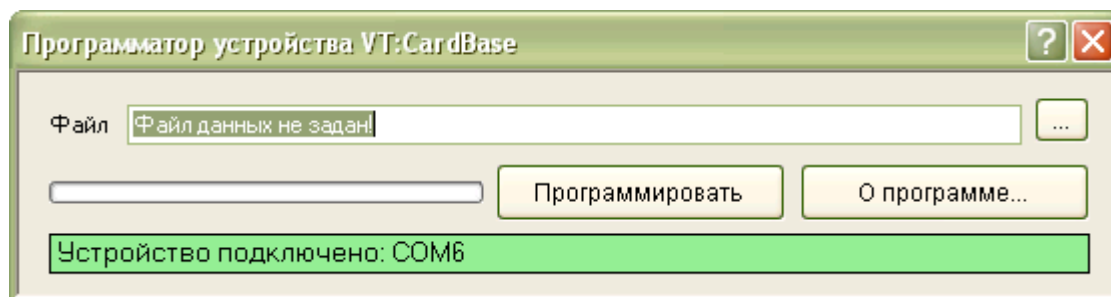 Программатор устройства VT:CardBase
Файл Файл данных не задан! ...
Программировать О программе...
Устройство подключено: COM6